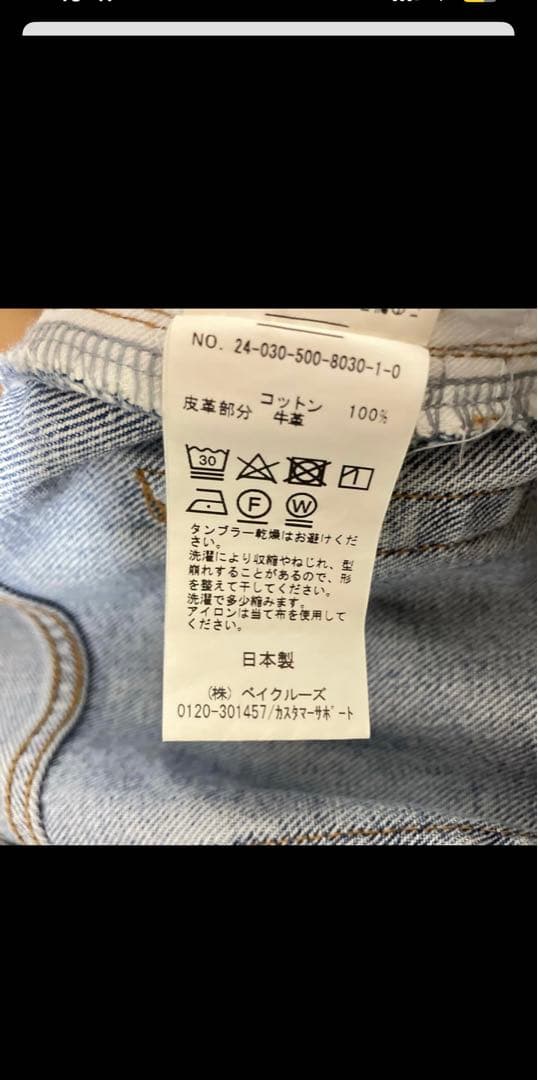 NO. 24-030-500-8030-1-0
コットン 100%
皮革部分 牛革
30
1
F W
タンブラー乾燥はお避けくだ
さい。
洗濯により収縮やねじれ、型
崩れすることがあるので、形
を整えて干してください。
洗濯で多少縮みます。
アイロンは当て布を使用して
ください。
日本製
(株) ベイクルーズ
0120-301457/カスタマーサポート